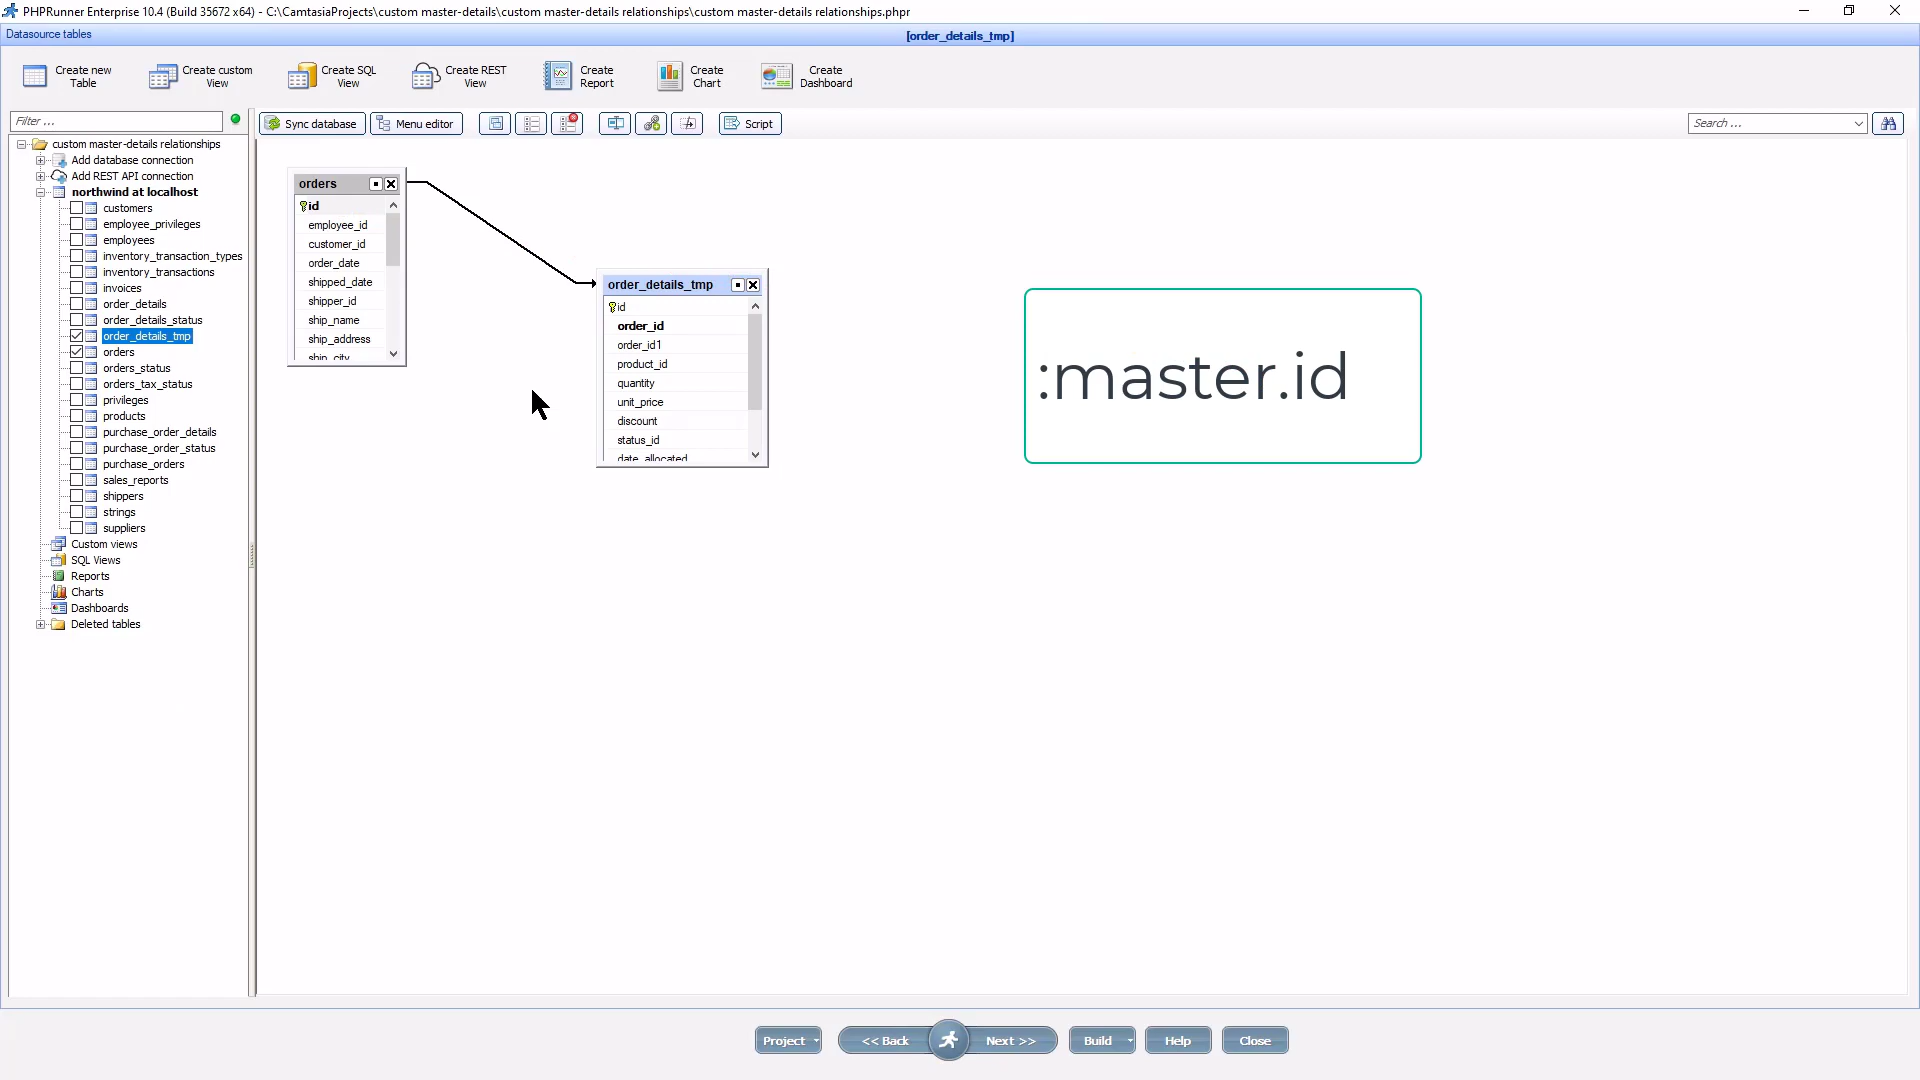 PHPRunner Enterprise 10.4 (Build 35672 x64) - C:\CamtasiaProjects\custom master-details\custom master-details relationships\custom master-details relationships.phpr
Datasource tables
[order_details_tmp]
Create new Table
Create custom View
Create SQL View
Create REST View
Create Report
Create Chart
Create Dashboard
Filter ...
Sync database
Menu editor
Script
Search ...
custom master-details relationships
Add database connection
Add REST API connection
northwind at localhost
customers
employee_privileges
employees
inventory_transaction_types
inventory_transactions
invoices
order_details
order_details_status
order_details_tmp
orders
orders_status
orders_tax_status
privileges
products
purchase_order_details
purchase_order_status
purchase_orders
sales_reports
shippers
strings
suppliers
Custom views
SQL Views
Reports
Charts
Dashboards
Deleted tables
orders
id
employee_id
customer_id
order_date
shipped_date
shipper_id
ship_name
ship_address
ship_city
order_details_tmp
id
order_id
order_id1
product_id
quantity
unit_price
discount
status_id
date_allocated
:master.id
Project
<< Back
Next >>
Build
Help
Close